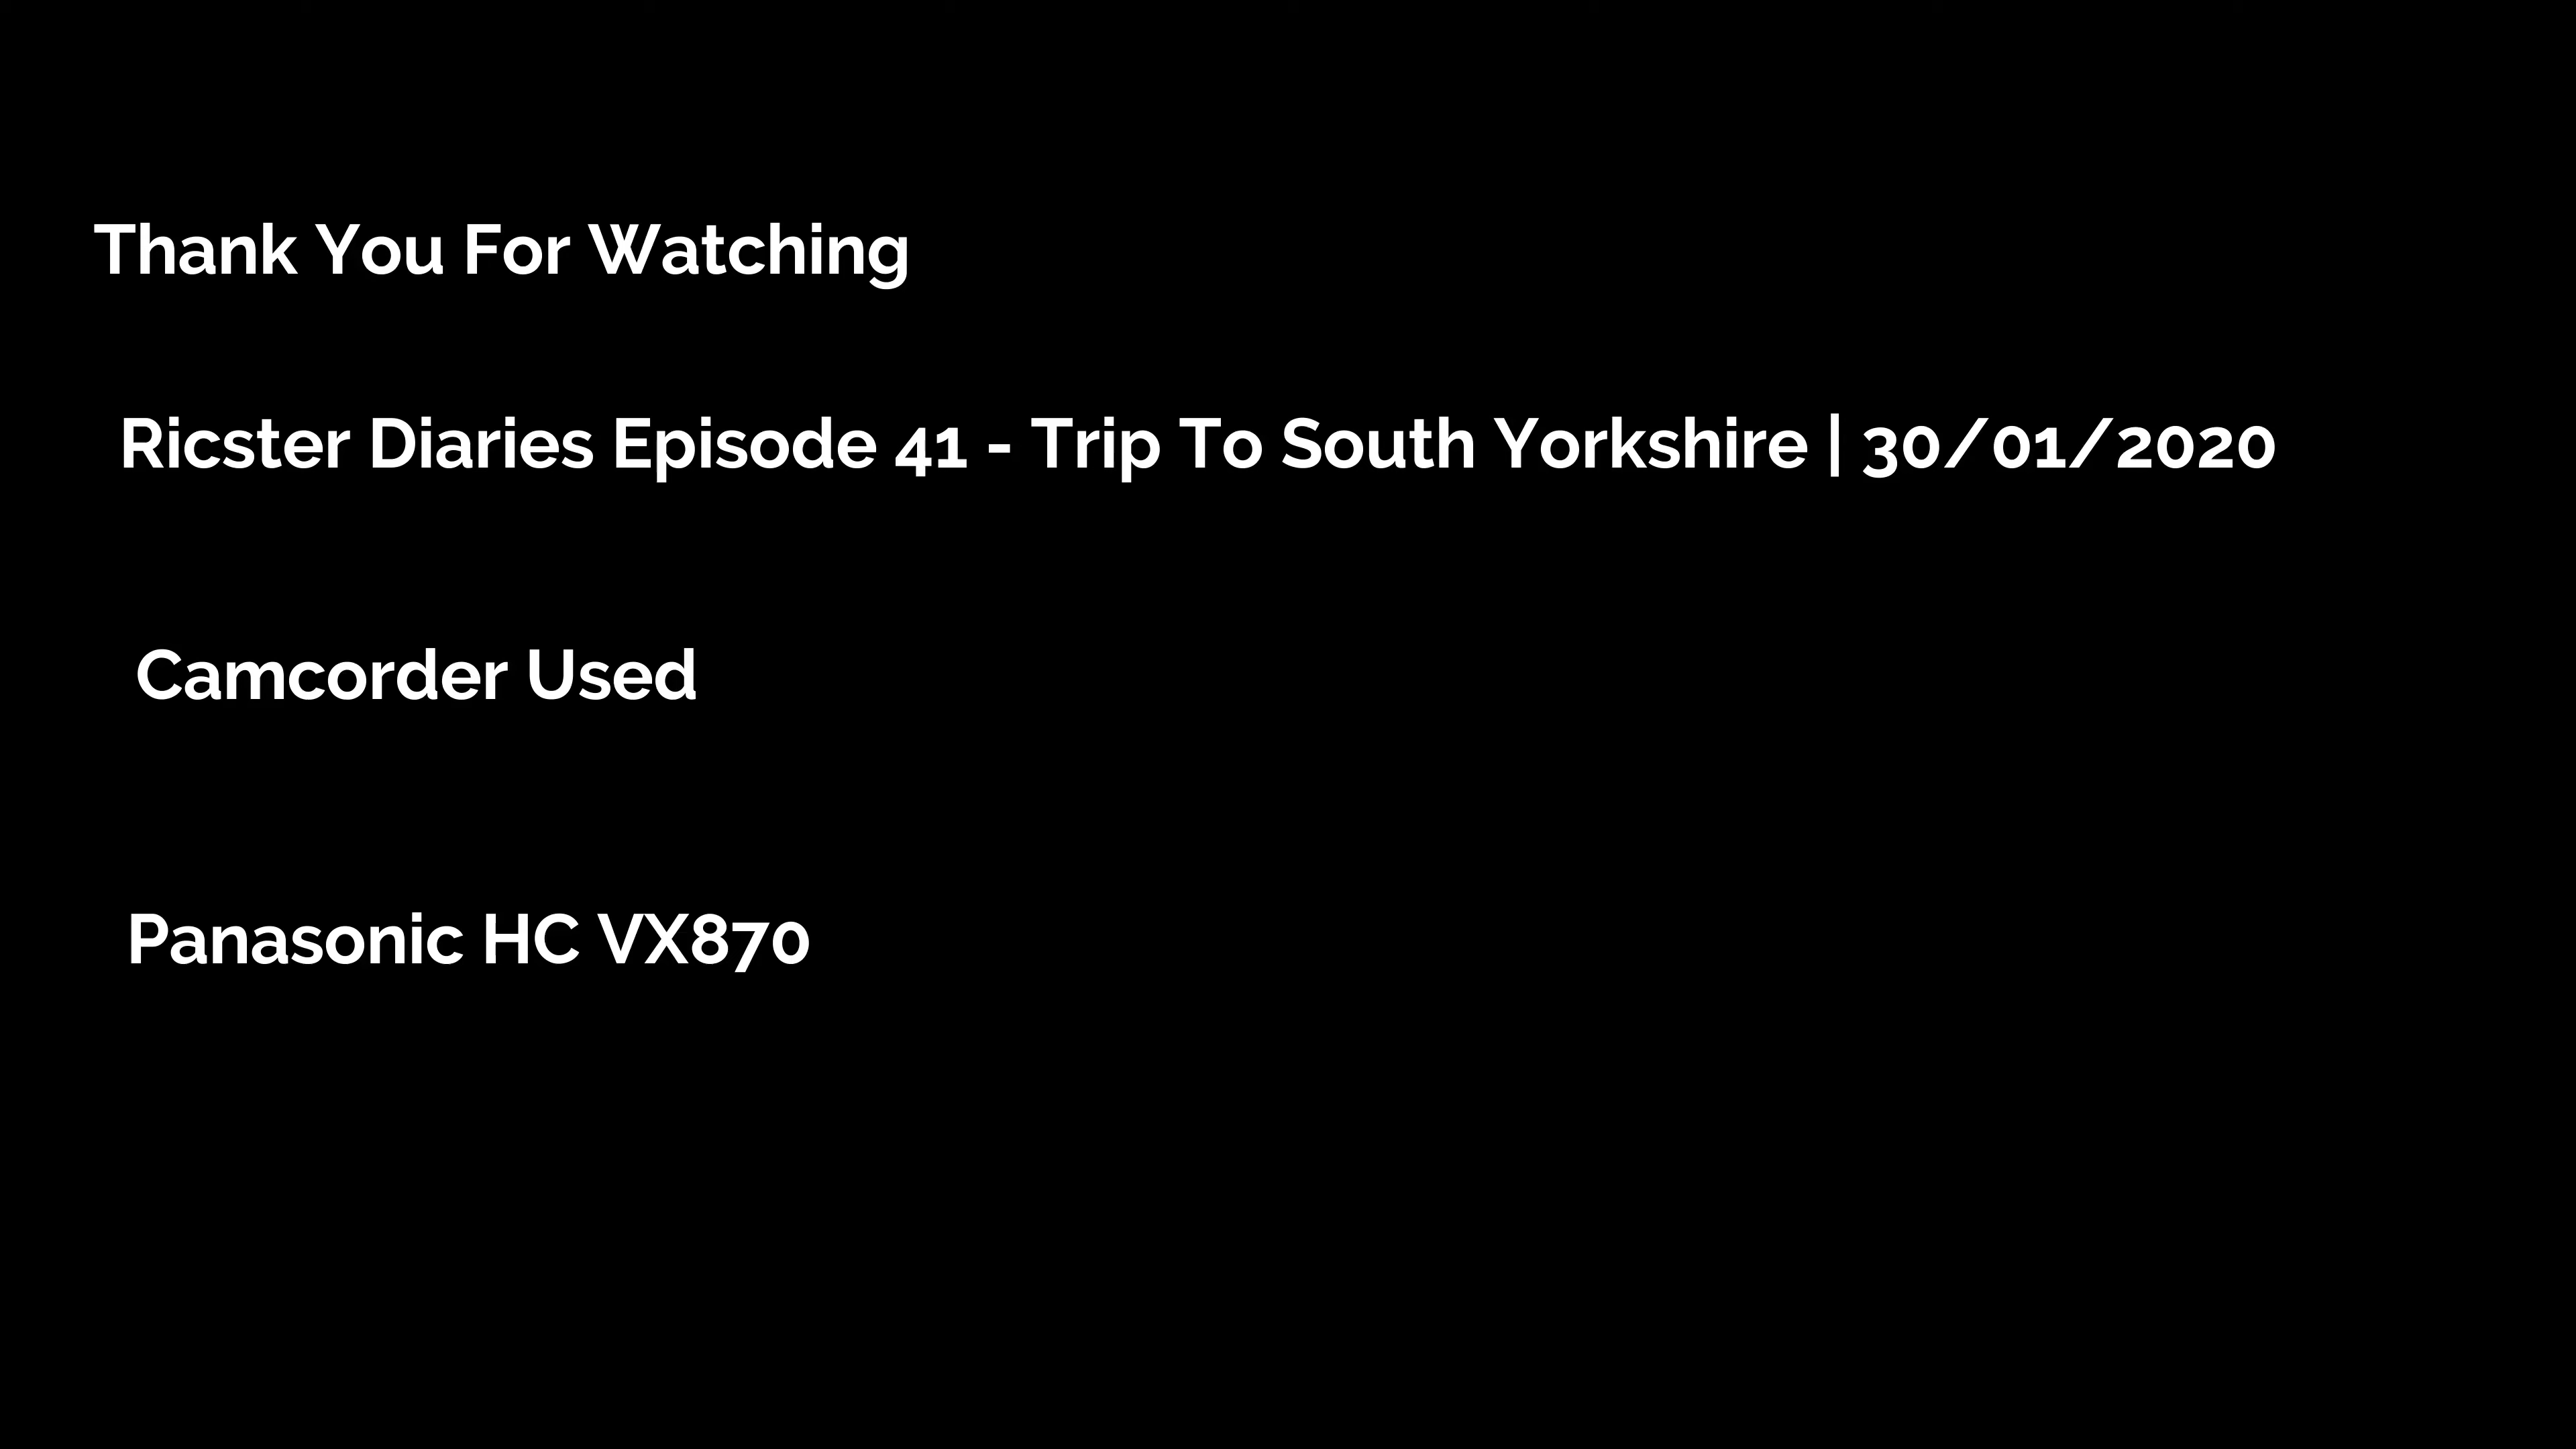 Thank You For Watching
Ricster Diaries Episode 41 - Trip To South Yorkshire | 30/01/2020
Camcorder Used
Panasonic HC VX870